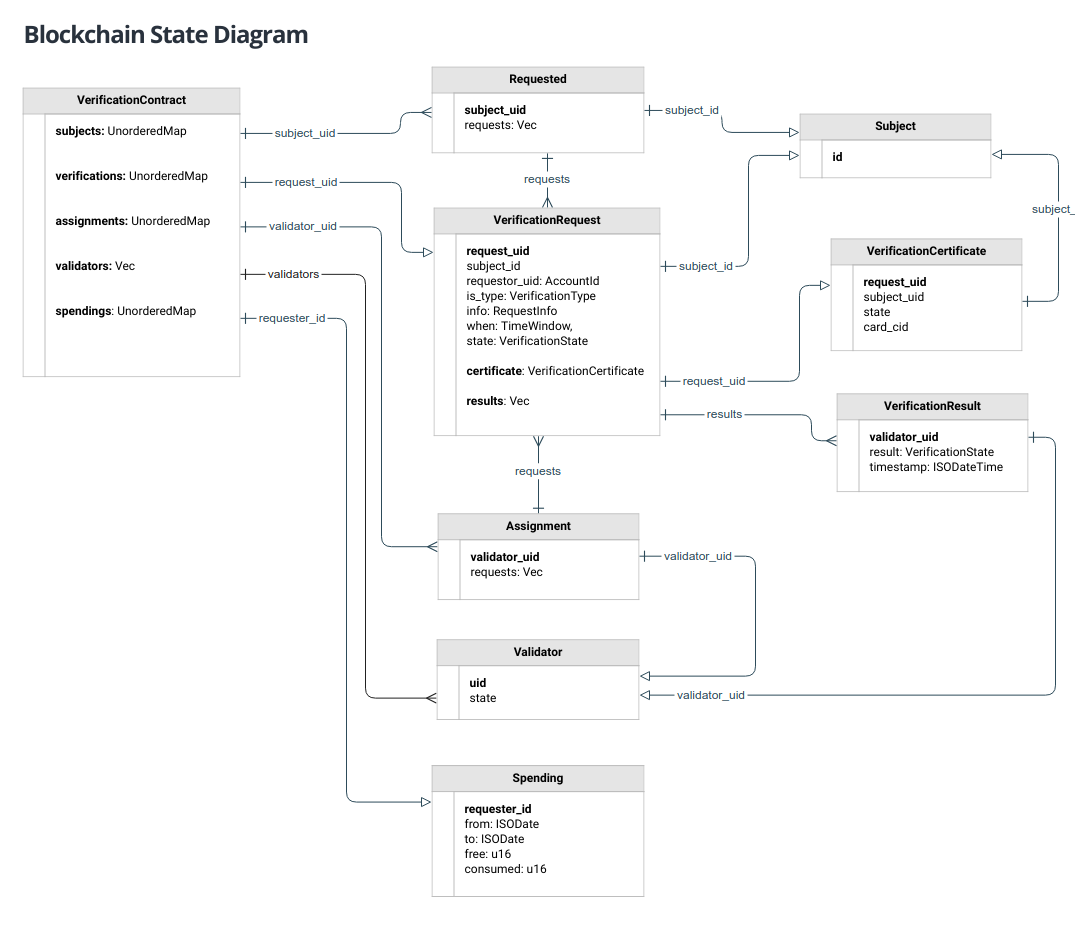 Blockchain State Diagram
VerificationContract
subjects: UnorderedMap
verifications: UnorderedMap
assignments: UnorderedMap
validators: Vec
spendings: UnorderedMap
subject_uid
request_uid
validator_uid
validators
requester_id
Requested
subject_uid
requests: Vec
requests
subject_id
Subject
id
subject_
VerificationRequest
request_uid
subject_id
requestor_uid: AccountId
is_type: VerificationType
info: RequestInfo
when: TimeWindow,
state: VerificationState
certificate: VerificationCertificate
results: Vec
subject_id
request_uid
results
VerificationCertificate
request_uid
subject_uid
state
card_cid
VerificationResult
validator_uid
result: VerificationState
timestamp: ISODateTime
requests
Assignment
validator_uid
requests: Vec
validator_uid
Validator
uid
state
validator_uid
Spending
requester_id
from: ISODate
to: ISODate
free: u16
consumed: u16